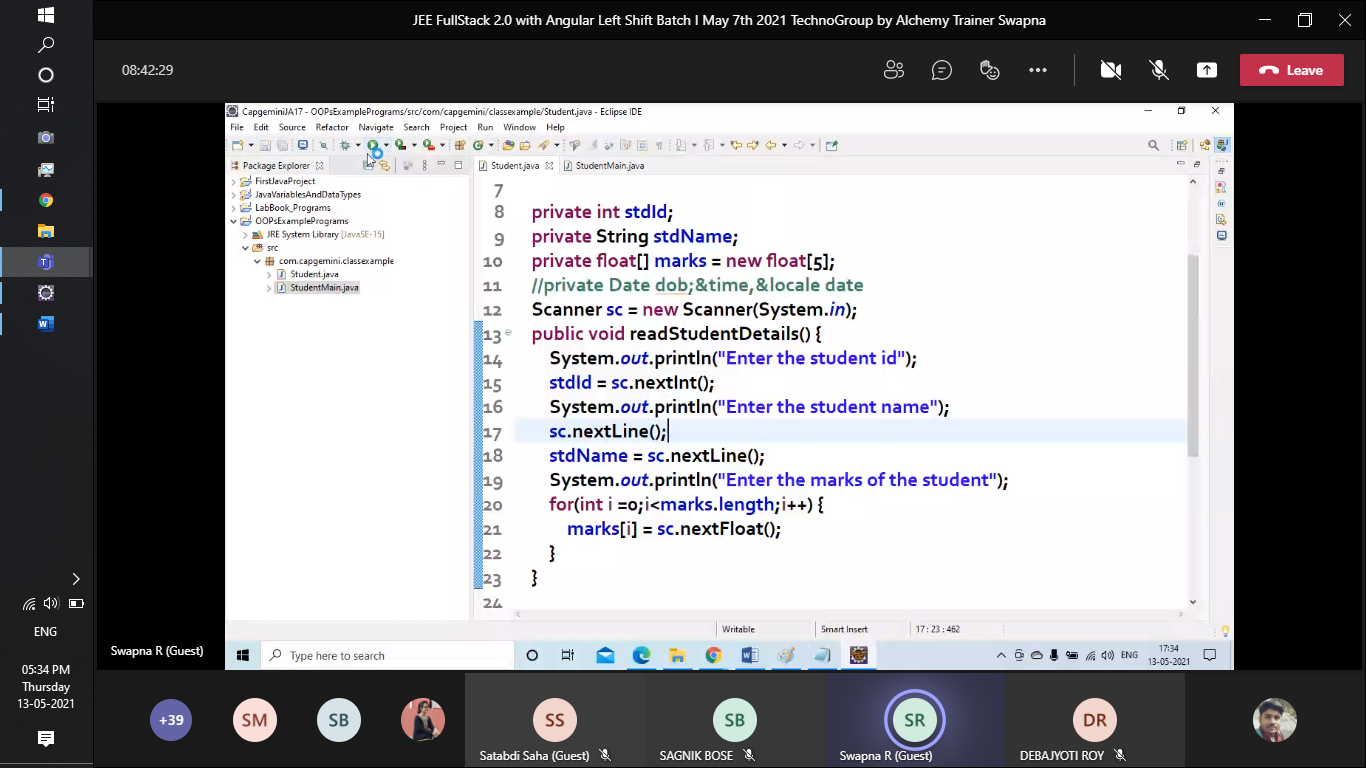 JEE FullStack 2.0 with Angular Left Shift Batch I May 7th 2021 TechnoGroup by Alchemy Trainer Swapna
08:42:29
Leave
CapgeminiJA17 - OOPsExamplePrograms/src/com/capgemini/classexample/Student.java - Eclipse IDE
File Edit Source Refactor Navigate Search Project Run Window Help
Package Explorer
Student.java
StudentMain.java
FirstJavaProject
JavaVariablesAndDataTypes
LabBook_Programs
OOPsExamplePrograms
JRE System Library [JavaSE-15]
src
com.capgemini.classexample
Student.java
StudentMain.java
7
8 private int stdId;
9 private String stdName;
10 private float[] marks = new float[5];
11 //private Date dob;&time,&locale date
12 Scanner sc = new Scanner(System.in);
13 public void readStudentDetails() {
14 System.out.println("Enter the student id");
15 stdId = sc.nextInt();
16 System.out.println("Enter the student name");
17 sc.nextLine();
18 stdName = sc.nextLine();
19 System.out.println("Enter the marks of the student");
20 for(int i =0;i<marks.length;i++) {
21 marks[i] = sc.nextFloat();
22 }
23 }
24
Writable Smart Insert 17 : 23 : 462
Type here to search
ENG
17:34
13-05-2021
Swapna R (Guest)
ENG
05:34 PM
Thursday
13-05-2021
+39
SM
SB
SS
Satabdi Saha (Guest)
SB
SAGNIK BOSE
SR
Swapna R (Guest)
DR
DEBAJYOTI ROY